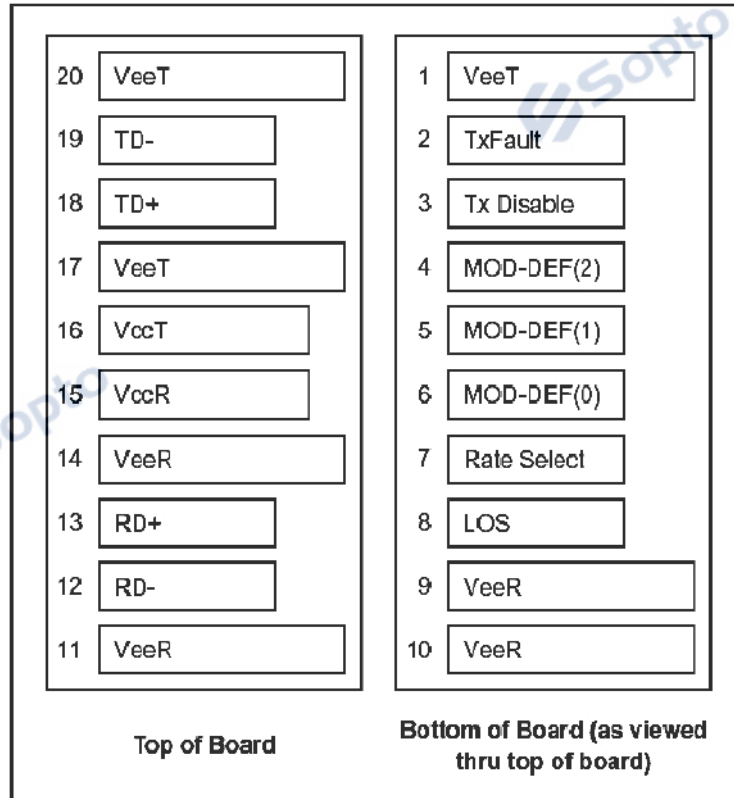 20 VeeT
19 TD-
18 TD+
17 VeeT
16 VccT
15 VccR
14 VeeR
13 RD+
12 RD-
11 VeeR
Top of Board
1 VeeT
2 TxFault
3 Tx Disable
4 MOD-DEF(2)
5 MOD-DEF(1)
6 MOD-DEF(0)
7 Rate Select
8 LOS
9 VeeR
10 VeeR
Bottom of Board (as viewed
thru top of board)
Sopto
sopto